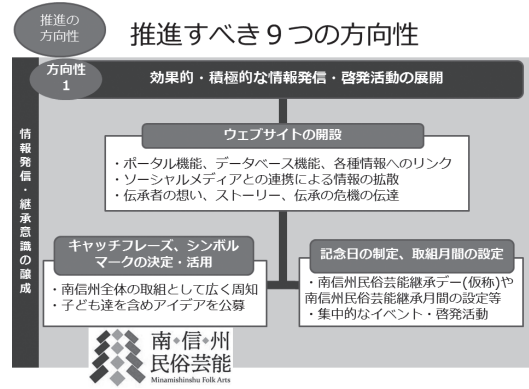 推進の
方向性
推進すべき９つの方向性
方向性
1
効果的・積極的な情報発信・啓発活動の展開
情報発信・継承意識の醸成
ウェブサイトの開設
・ポータル機能、データベース機能、各種情報へのリンク
・ソーシャルメディアとの連携による情報の拡散
・伝承者の想い、ストーリー、伝承の危機の伝達
キャッチフレーズ、シンボル
マークの決定・活用
・南信州全体の取組として広く周知
・子ども達を含めアイデアを公募
記念日の制定、取組月間の設定
・南信州民俗芸能継承デー(仮称)や
南信州民俗芸能継承月間の設定等
・集中的なイベント・啓発活動
南◆信◆州
民俗芸能
Minamishinshu Folk Arts